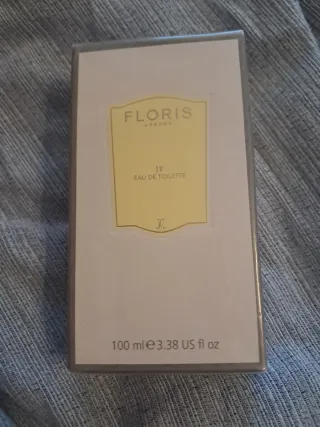 FLORIS
LONDON
JF
EAU DE TOILETTE
100 ml ℮ 3.38 US fl oz